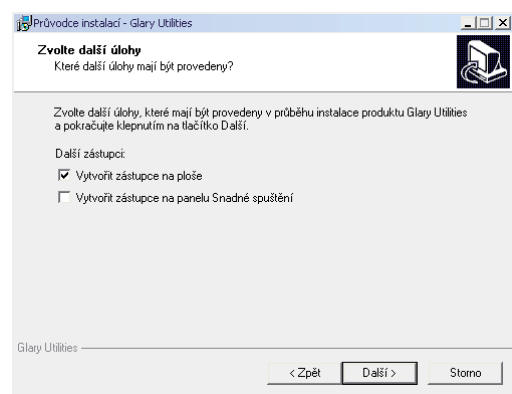 Průvodce instalací - Glary Utilities
Zvolte další úlohy
Které další úlohy mají být provedeny?
Zvolte další úlohy, které mají být provedeny v průběhu instalace produktu Glary Utilities
a pokračujte klepnutím na tlačítko Další.
Další zástupci:
Vytvořit zástupce na ploše
Vytvořit zástupce na panelu Snadné spuštění
Glary Utilities
< Zpět Další > Storno